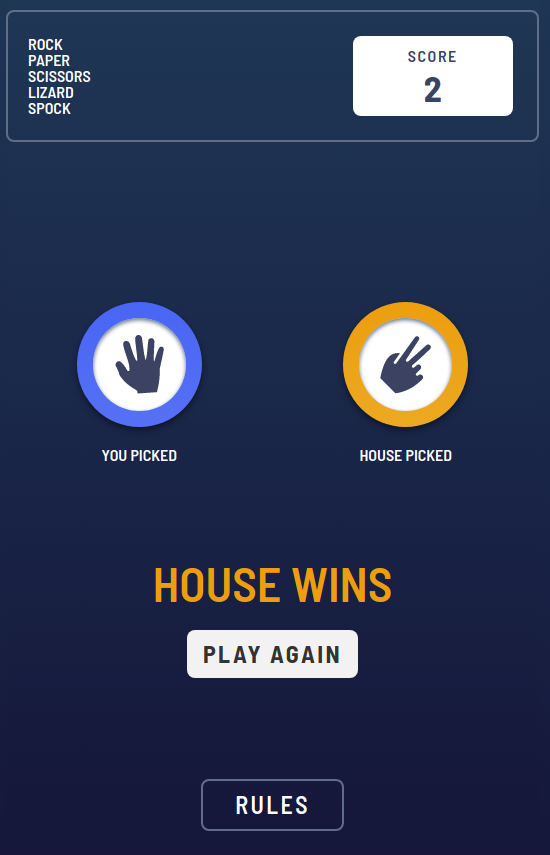 ROCK
PAPER
SCISSORS
LIZARD
SPOCK
SCORE
2
YOU PICKED
HOUSE PICKED
HOUSE WINS
PLAY AGAIN
RULES